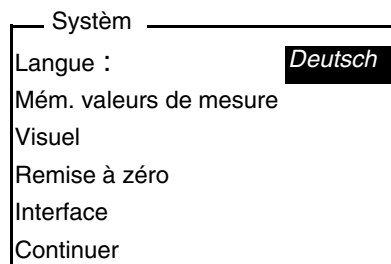 Systèm
Langue : Deutsch
Mém. valeurs de mesure
Visuel
Remise à zéro
Interface
Continuer